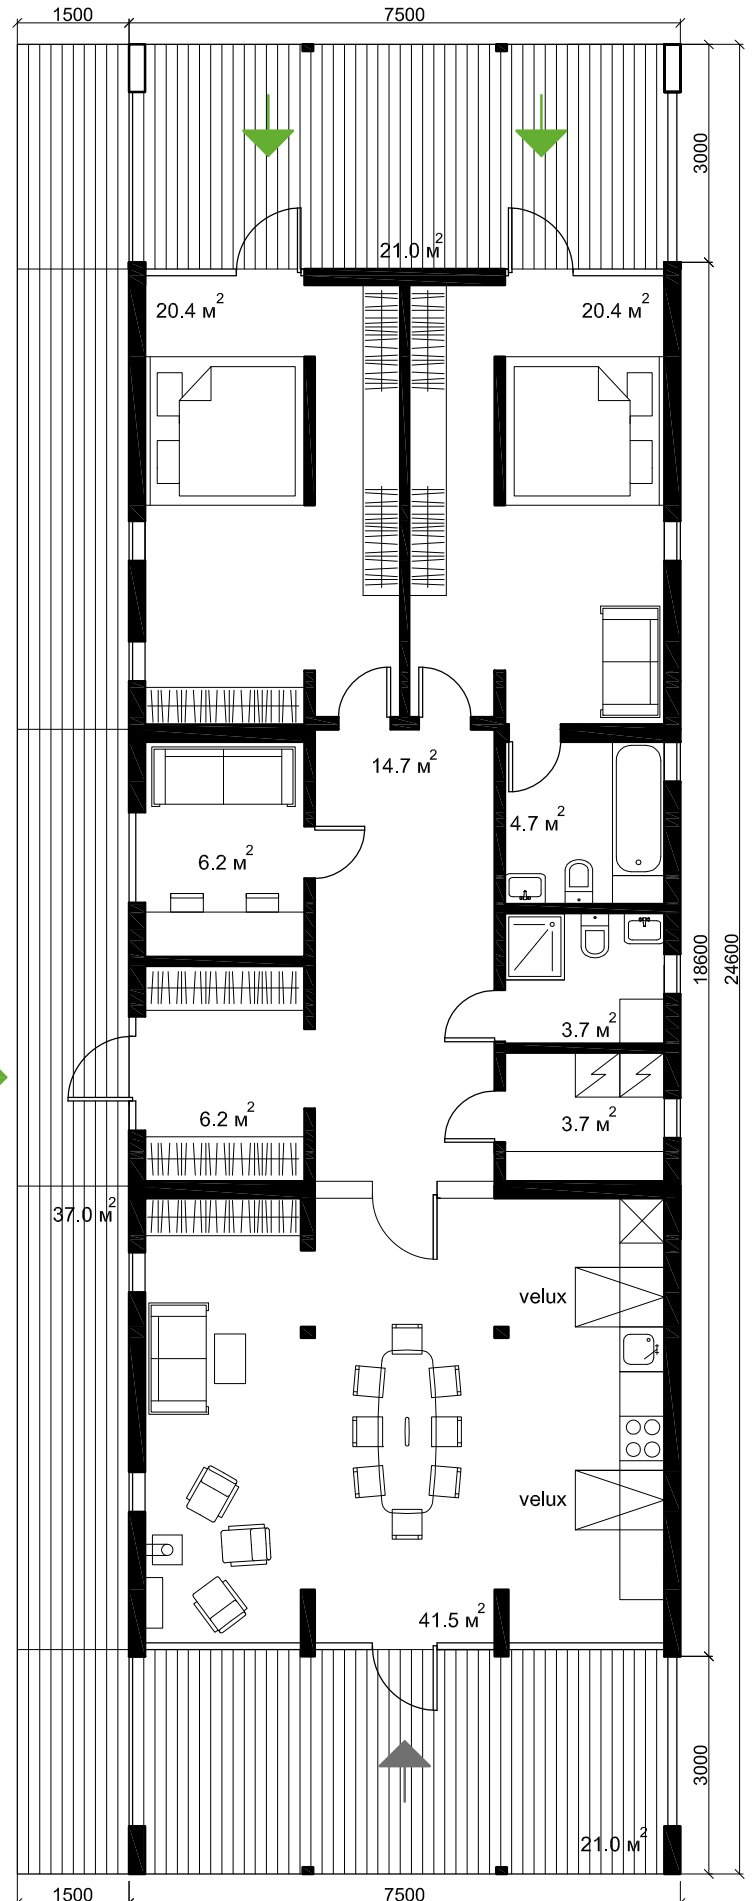 1500 7500
3000
21.0 м²
20.4 м² 20.4 м²
14.7 м²
4.7 м²
6.2 м²
18600
24600
3.7 м²
6.2 м²
3.7 м²
37.0 м²
velux
velux
41.5 м²
3000
21.0 м²
1500 7500